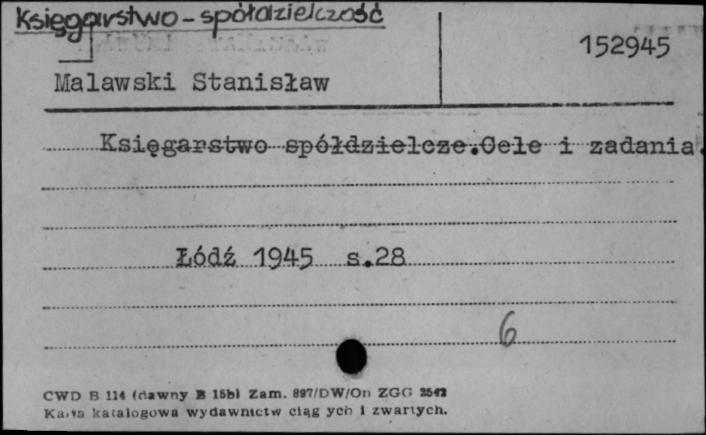 Księgarstwo - spółdzielczość
152945
Malawski Stanisław
Księgarstwo spółdzielcze.Cele i zadania.
Łódź 1945 s.28
6
CWD B 114 (dawny B 15b) Zam. 897/DW/On ZGG 2542
Karta katalogowa wydawnictw ciągłych i zwartych.